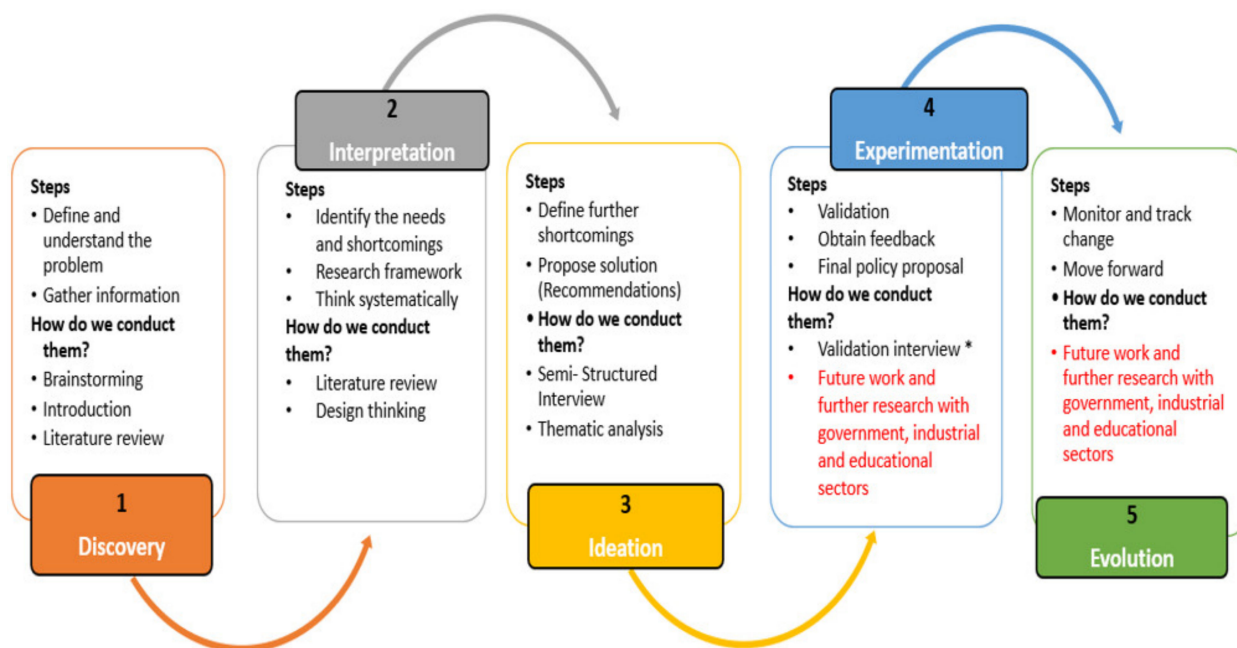 Steps
• Define and
understand the
problem
• Gather information
How do we conduct
them?
• Brainstorming
• Introduction
• Literature review
1
Discovery
2
Interpretation
Steps
• Identify the needs
and shortcomings
• Research framework
• Think systematically
How do we conduct
them?
• Literature review
• Design thinking
Steps
• Define further
shortcomings
• Propose solution
(Recommendations)
• How do we conduct
them?
• Semi- Structured
Interview
• Thematic analysis
3
Ideation
4
Experimentation
Steps
• Validation
• Obtain feedback
• Final policy proposal
How do we conduct
them?
• Validation interview *
• Future work and
further research with
government, industrial
and educational
sectors
Steps
• Monitor and track
change
• Move forward
• How do we conduct
them?
• Future work and
further research with
government, industrial
and educational
sectors
5
Evolution